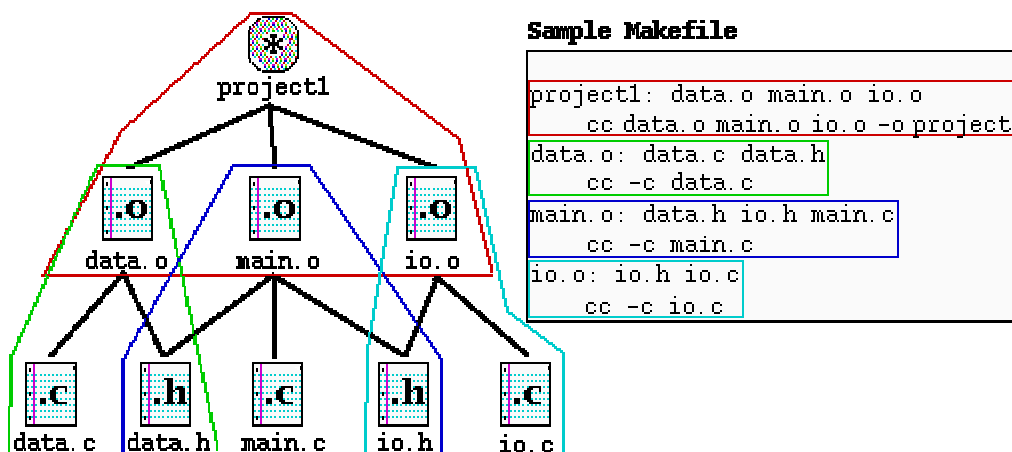 Sample Makefile
*
project1
project1: data.o main.o io.o
cc data.o main.o io.o -o project
data.o: data.c data.h
cc -c data.c
main.o: data.h io.h main.c
cc -c main.c
io.o: io.h io.c
cc -c io.c
.o .o .o
data.o main.o io.o
.c .h .c .h .c
data.c data.h main.c io.h io.c